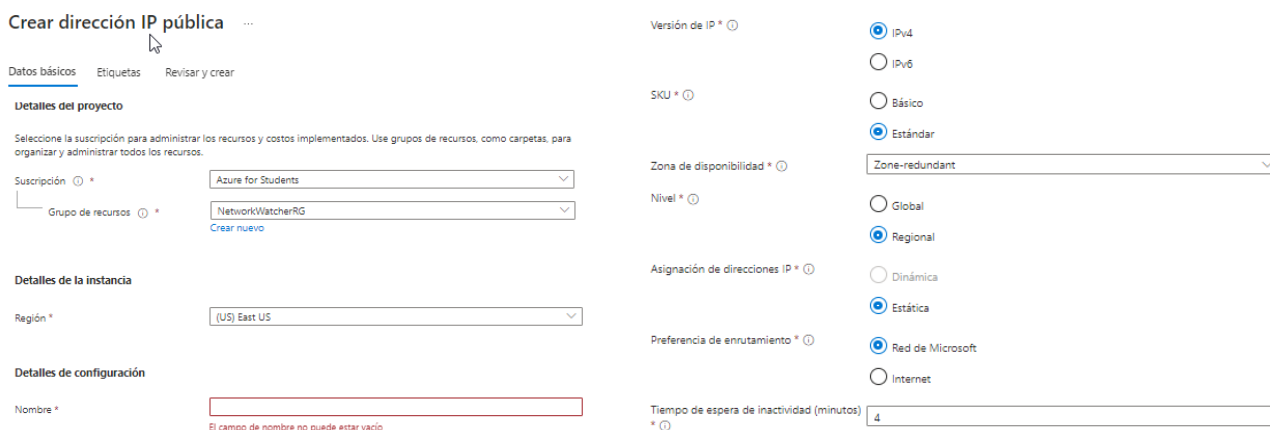 Crear dirección IP pública ...
Datos básicos Etiquetas Revisar y crear
Detalles del proyecto
Seleccione la suscripción para administrar los recursos y costos implementados. Use grupos de recursos, como carpetas, para
organizar y administrar todos los recursos.
Suscripción * Azure for Students
Grupo de recursos * NetworkWatcherRG
Crear nuevo
Detalles de la instancia
Región * (US) East US
Detalles de configuración
Nombre *
El campo de nombre no puede estar vacío
Versión de IP * IPv4
IPv6
SKU * Básico
Estándar
Zona de disponibilidad * Zone-redundant
Nivel * Global
Regional
Asignación de direcciones IP * Dinámica
Estática
Preferencia de enrutamiento * Red de Microsoft
Internet
Tiempo de espera de inactividad (minutos) 4
*